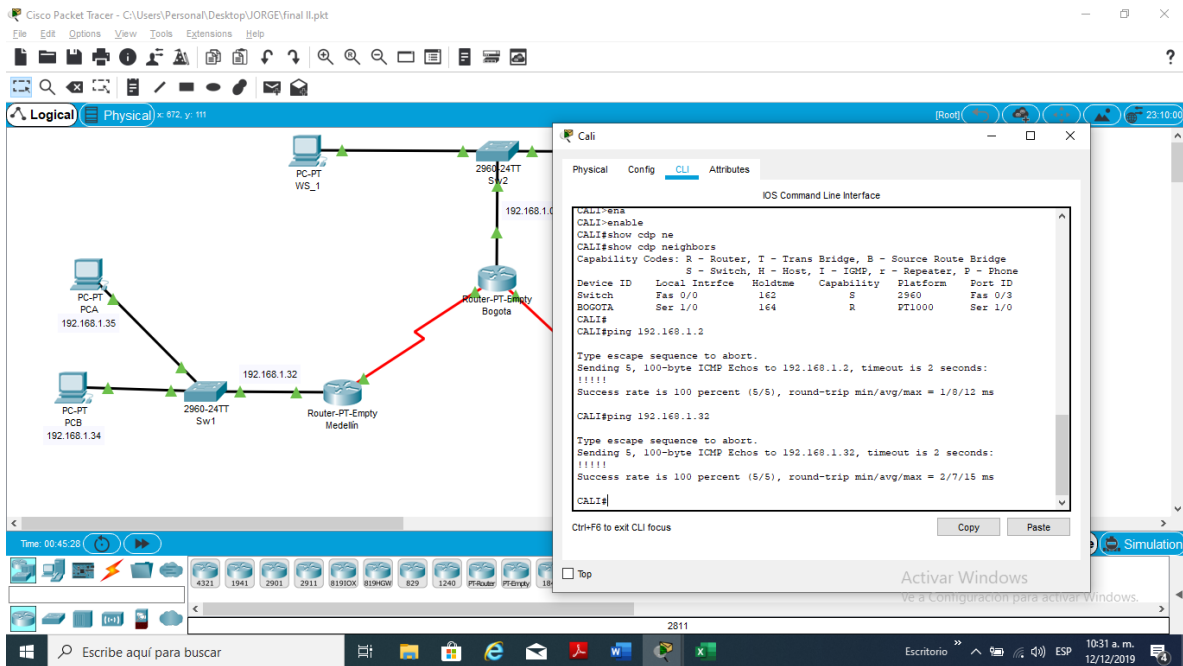 Cisco Packet Tracer - C:\Users\Personal\Desktop\JORGE\final II.pkt
File Edit Options View Tools Extensions Help
?
Logical Physical x: 872, y: 111 [Root] 23:10:00
PC-PT
WS_1
2960-24TT
Sw2
192.168.1.0
PC-PT
PCA
192.168.1.35
Router-PT-Empty
Bogota
192.168.1.32
PC-PT
PCB
192.168.1.34
2960-24TT
Sw1
Router-PT-Empty
Medellín
Cali
Physical Config CLI Attributes
IOS Command Line Interface
CALI>ena
CALI>enable
CALI#show cdp ne
CALI#show cdp neighbors
Capability Codes: R - Router, T - Trans Bridge, B - Source Route Bridge
S - Switch, H - Host, I - IGMP, r - Repeater, P - Phone
Device ID Local Intrfce Holdtme Capability Platform Port ID
Switch Fas 0/0 162 S 2960 Fas 0/3
BOGOTA Ser 1/0 164 R PT1000 Ser 1/0
CALI#
CALI#ping 192.168.1.2
Type escape sequence to abort.
Sending 5, 100-byte ICMP Echos to 192.168.1.2, timeout is 2 seconds:
!!!!!
Success rate is 100 percent (5/5), round-trip min/avg/max = 1/8/12 ms
CALI#ping 192.168.1.32
Type escape sequence to abort.
Sending 5, 100-byte ICMP Echos to 192.168.1.32, timeout is 2 seconds:
!!!!!
Success rate is 100 percent (5/5), round-trip min/avg/max = 2/7/15 ms
CALI#
Ctrl+F6 to exit CLI focus Copy Paste
Top
Time: 00:45:28 Simulation
4321 1941 2901 2911 819IOX 819HGW 829 1240 PT-Router PT-Empty 18
2811
Activar Windows
Ve a Configuración para activar Windows.
Escribe aquí para buscar
Escritorio ESP 10:31 a. m.
12/12/2019
4